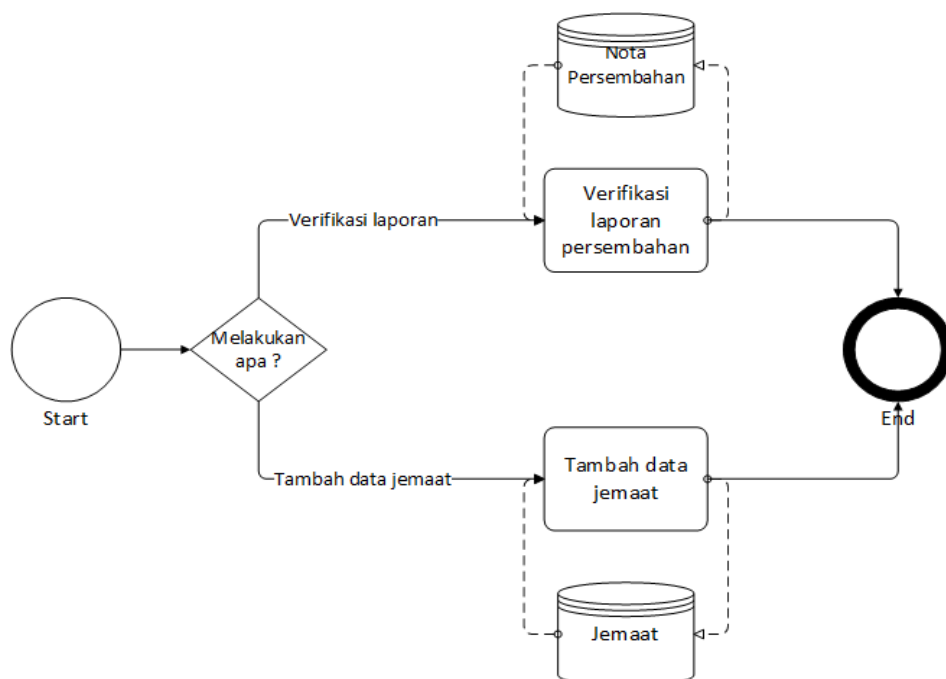 Nota
Persembahan
Verifikasi laporan
Verifikasi
laporan
persembahan
Melakukan
apa ?
Start
End
Tambah data jemaat
Tambah data
jemaat
Jemaat